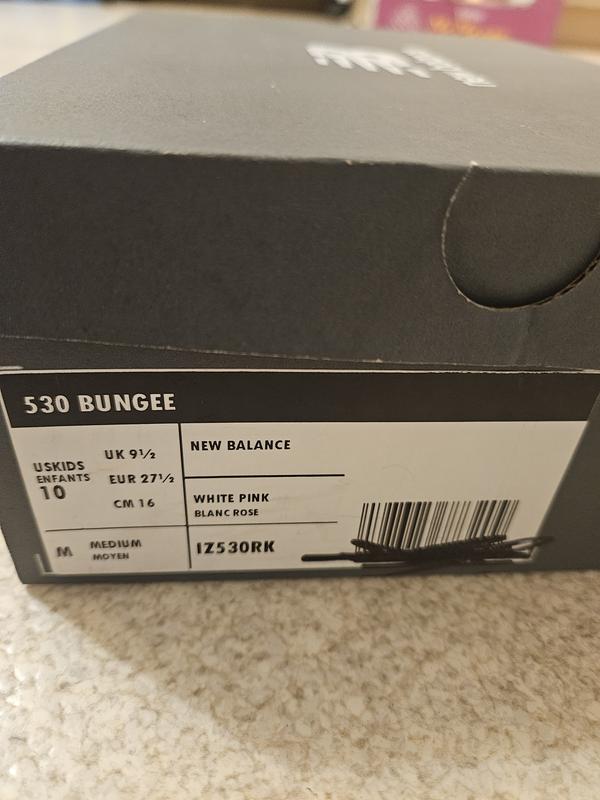 530 BUNGEE
USKIDS
ENFANTS
10
UK 9½
EUR 27½
CM 16
NEW BALANCE
WHITE PINK
BLANC ROSE
M
MEDIUM
MOYEN
IZ530RK